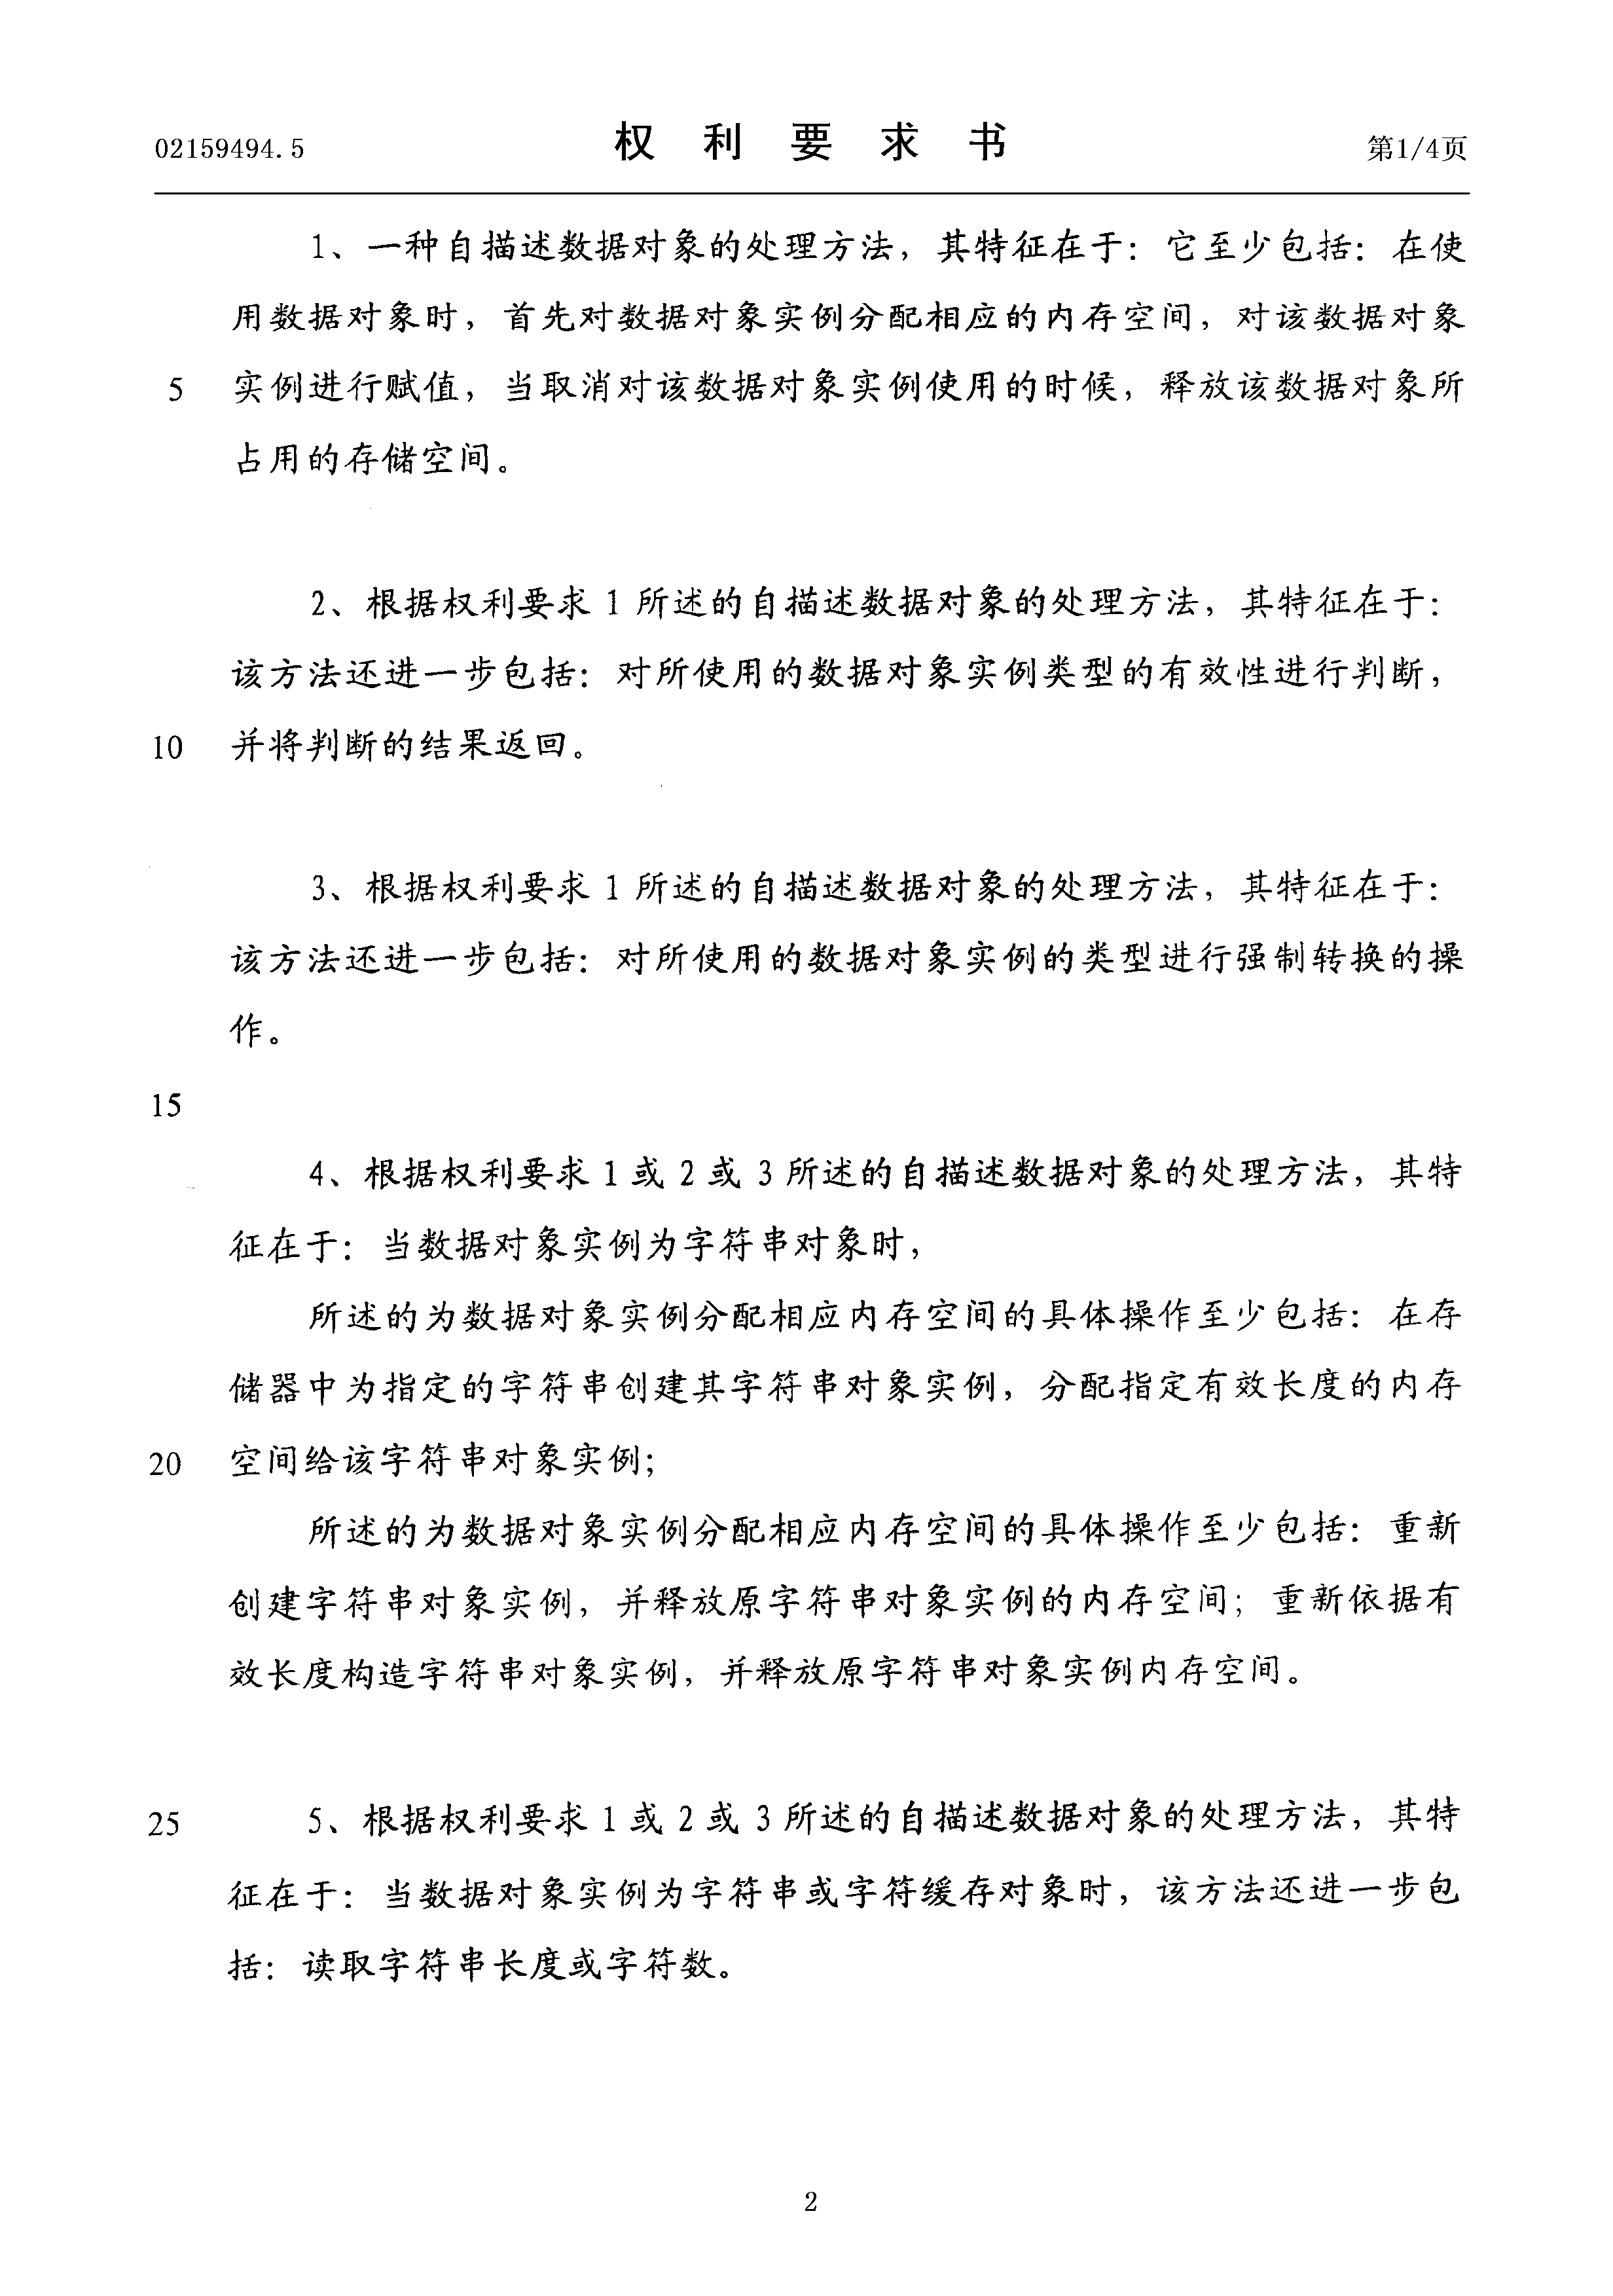 02159494.5 权利要求书 第1/4页
1、一种自描述数据对象的处理方法，其特征在于：它至少包括：在使
用数据对象时，首先对数据对象实例分配相应的内存空间，对该数据对象
5 实例进行赋值，当取消对该数据对象实例使用的时候，释放该数据对象所
占用的存储空间。
2、根据权利要求 1 所述的自描述数据对象的处理方法，其特征在于：
该方法还进一步包括：对所使用的数据对象实例类型的有效性进行判断，
10 并将判断的结果返回。
3、根据权利要求 1 所述的自描述数据对象的处理方法，其特征在于：
该方法还进一步包括：对所使用的数据对象实例的类型进行强制转换的操
作。
15
4、根据权利要求 1 或 2 或 3 所述的自描述数据对象的处理方法，其特
征在于：当数据对象实例为字符串对象时，
所述的为数据对象实例分配相应内存空间的具体操作至少包括：在存
储器中为指定的字符串创建其字符串对象实例，分配指定有效长度的内存
20 空间给该字符串对象实例；
所述的为数据对象实例分配相应内存空间的具体操作至少包括：重新
创建字符串对象实例，并释放原字符串对象实例的内存空间；重新依据有
效长度构造字符串对象实例，并释放原字符串对象实例内存空间。
25 5、根据权利要求 1 或 2 或 3 所述的自描述数据对象的处理方法，其特
征在于：当数据对象实例为字符串或字符缓存对象时，该方法还进一步包
括：读取字符串长度或字符数。
2